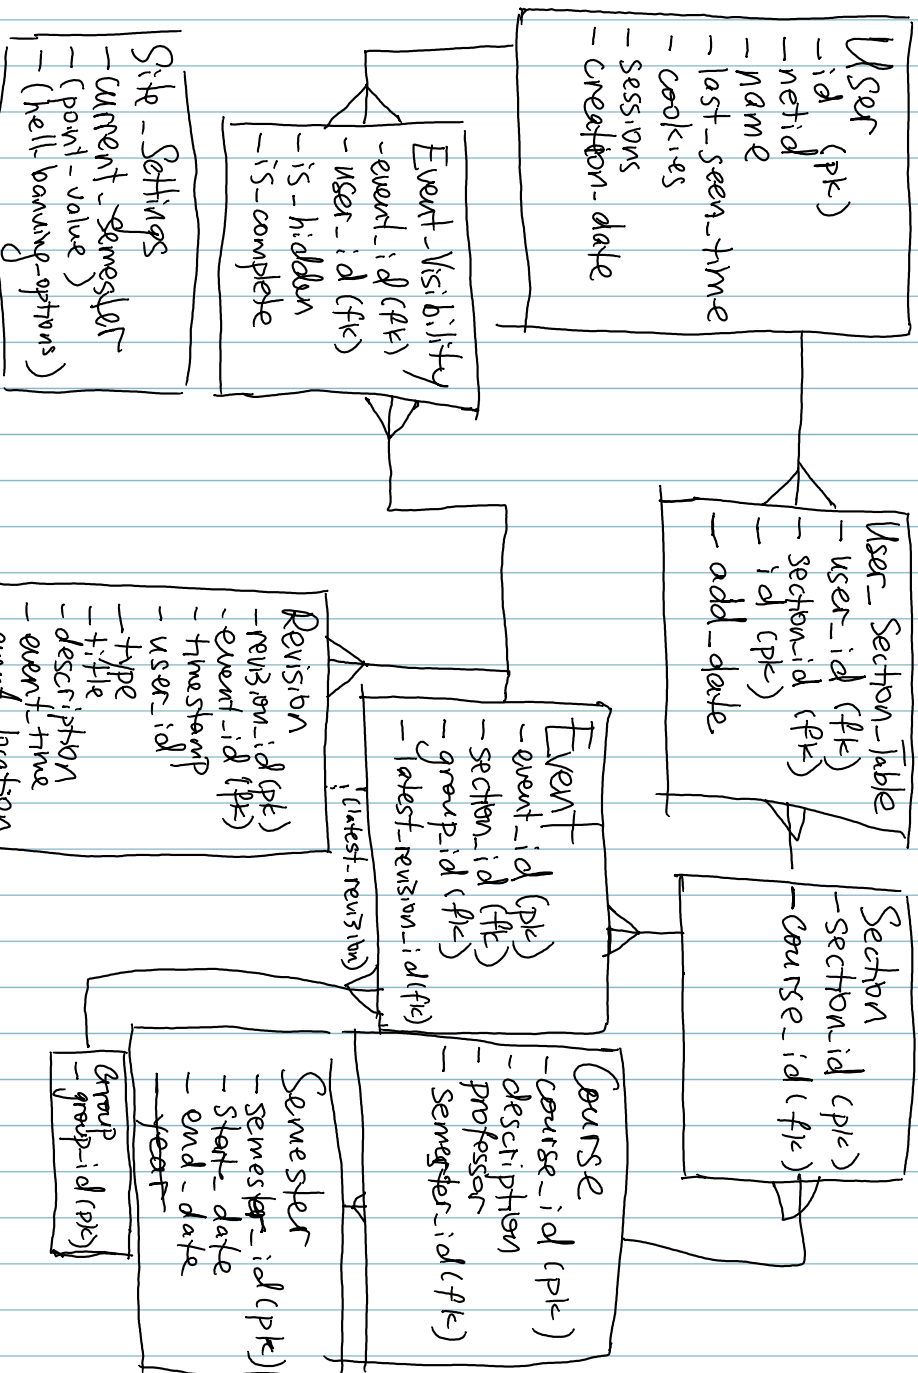 User
- id (pk)
- netid
- name
- last_seen_time
- cookies
- sessions
- creation_date
User_Section_Table
- user_id (fk)
- section_id (fk)
- id (pk)
- add_date
Section
- section_id (pk)
- course_id (fk)
Event_Visibility
- event_id (fk)
- user_id (fk)
- is_hidden
- is_complete
Event
- event_id (pk)
- section_id (fk)
- group_id (fk)
- latest_revision_id (fk)
(latest_revision)
Course
- course_id (pk)
- description
- professor
- semester_id (fk)
Site_Settings
- current_semester
- (point_value)
- (hell-banning-options)
Revision
- revision_id (pk)
- event_id (fk)
- timestamp
- user_id
- type
- title
- description
- event_time
Semester
- semester_id (pk)
- start_date
- end_date
- year
Group
- group_id (pk)